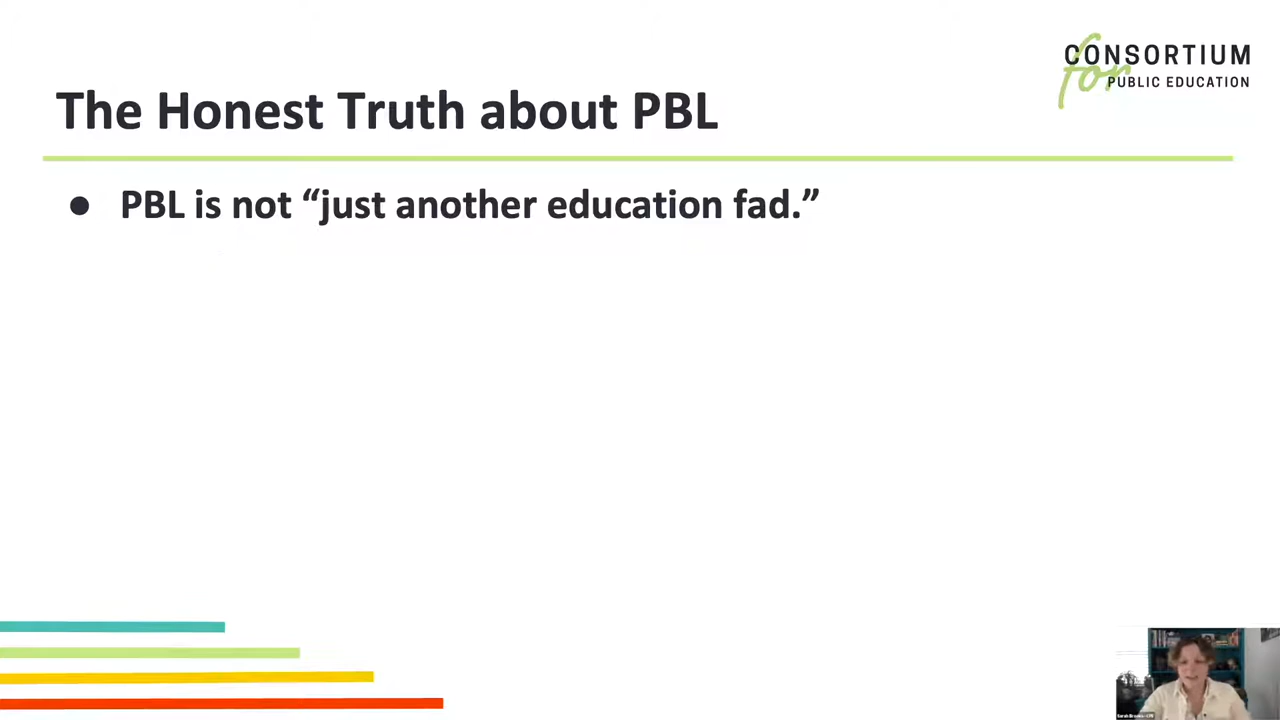 CONSORTIUM
for PUBLIC EDUCATION
The Honest Truth about PBL
● PBL is not “just another education fad.”